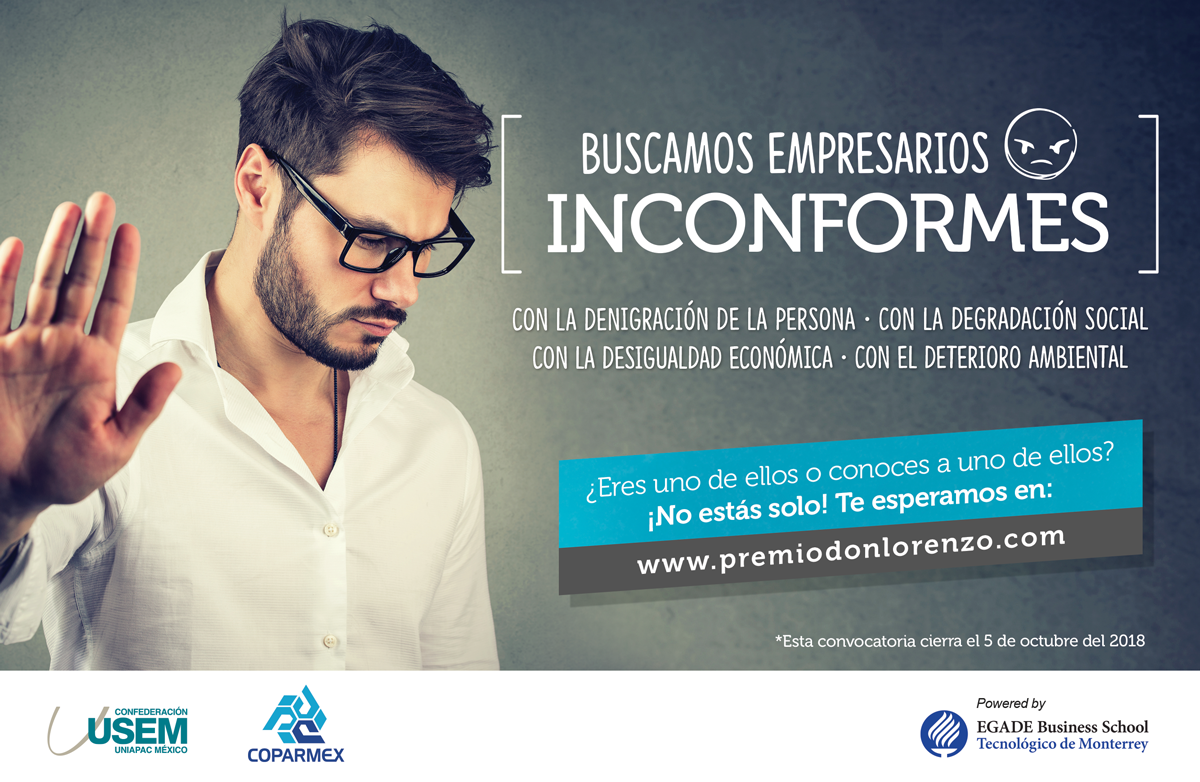 BUSCAMOS EMPRESARIOS
INCONFORMES
CON LA DENIGRACIÓN DE LA PERSONA · CON LA DEGRADACIÓN SOCIAL
CON LA DESIGUALDAD ECONÓMICA · CON EL DETERIORO AMBIENTAL
¿Eres uno de ellos o conoces a uno de ellos?
¡No estás solo! Te esperamos en:
www.premiodonlorenzo.com
*Esta convocatoria cierra el 5 de octubre del 2018
CONFEDERACIÓN
USEM
UNIAPAC MÉXICO
COPARMEX
Powered by
EGADE Business School
Tecnológico de Monterrey